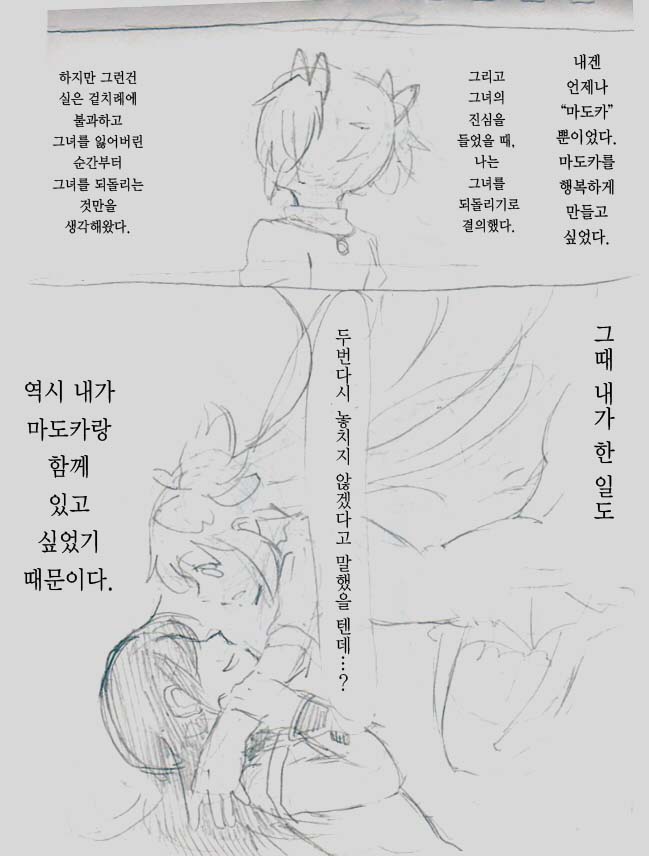 내겐
언제나
“마도카”
뿐이었다.
마도카를
행복하게
만들고
싶었다.
그리고
그녀의
진심을
들었을 때,
나는
그녀를
되돌리기로
결의했다.
하지만 그런건
실은 겉치레에
불과하고
그녀를 잃어버린
순간부터
그녀를 되돌리는
것만을
생각해왔다.
그때 내가 한 일도
두번다시 놓치지 않겠다고 말했을 텐데…?
역시 내가
마도카랑
함께
있고
싶었기
때문이다.